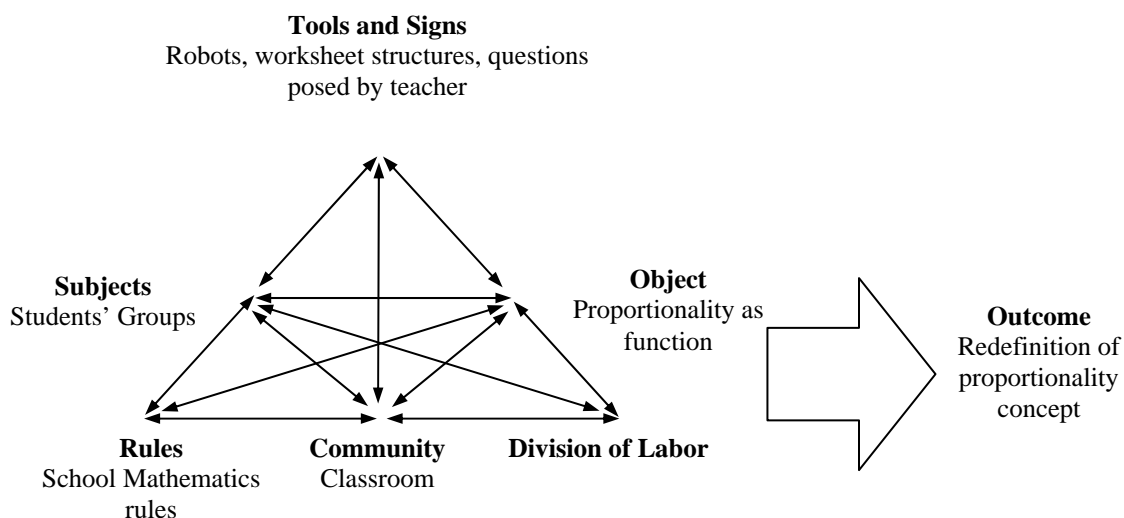 Tools and Signs
Robots, worksheet structures, questions
posed by teacher
Subjects
Students’ Groups
Object
Proportionality as
function
Outcome
Redefinition of
proportionality
concept
Rules
School Mathematics
rules
Community
Classroom
Division of Labor